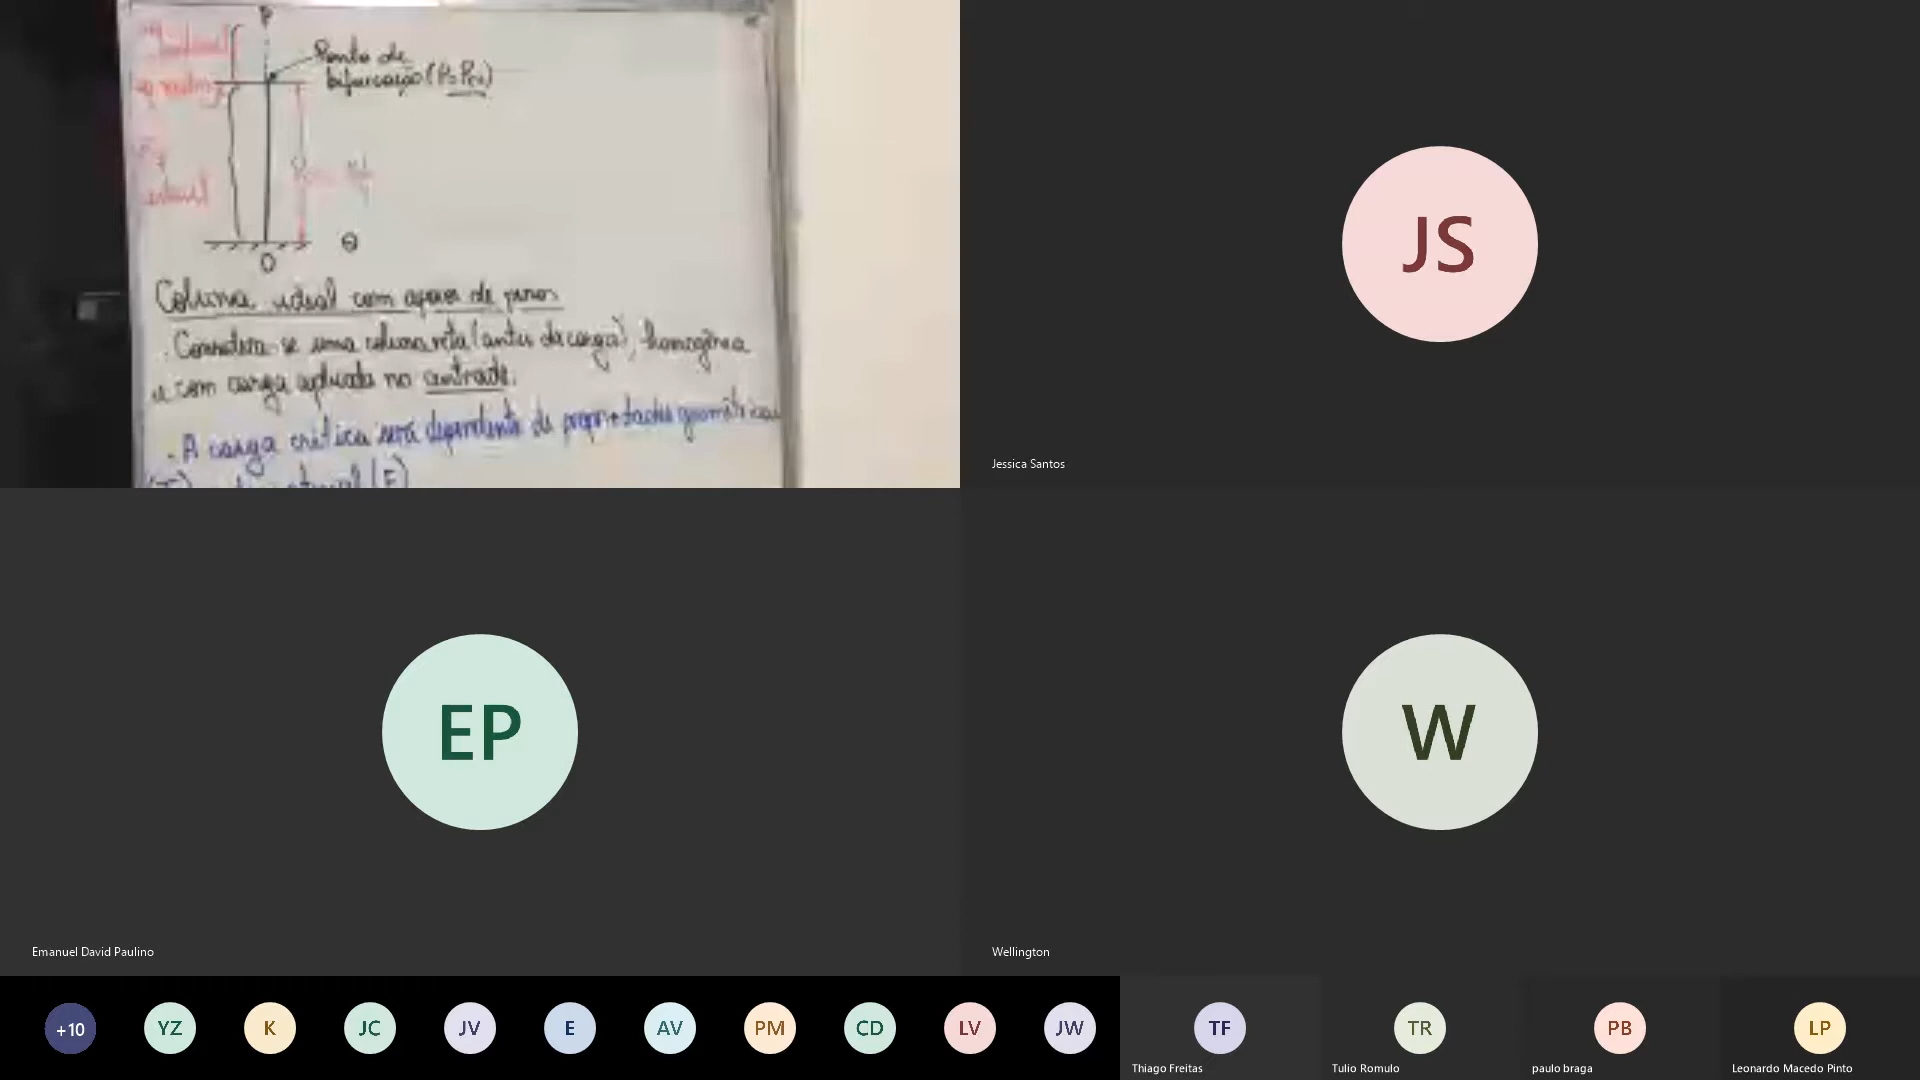 P
Ponto de
bifurcação (P=Pcr)
θ
O
Coluna ideal com apoios de pinos
Considera se uma coluna reta (antes da carga), homogênea
e com carga aplicada no centroide.
. A carga crítica será dependente de propriedades geométricas
(I) material (E)
JS
Jessica Santos
EP
W
Emanuel David Paulino
Wellington
+10
YZ
K
JC
JV
E
AV
PM
CD
LV
JW
TF
TR
PB
LP
Thiago Freitas
Tulio Romulo
paulo braga
Leonardo Macedo Pinto